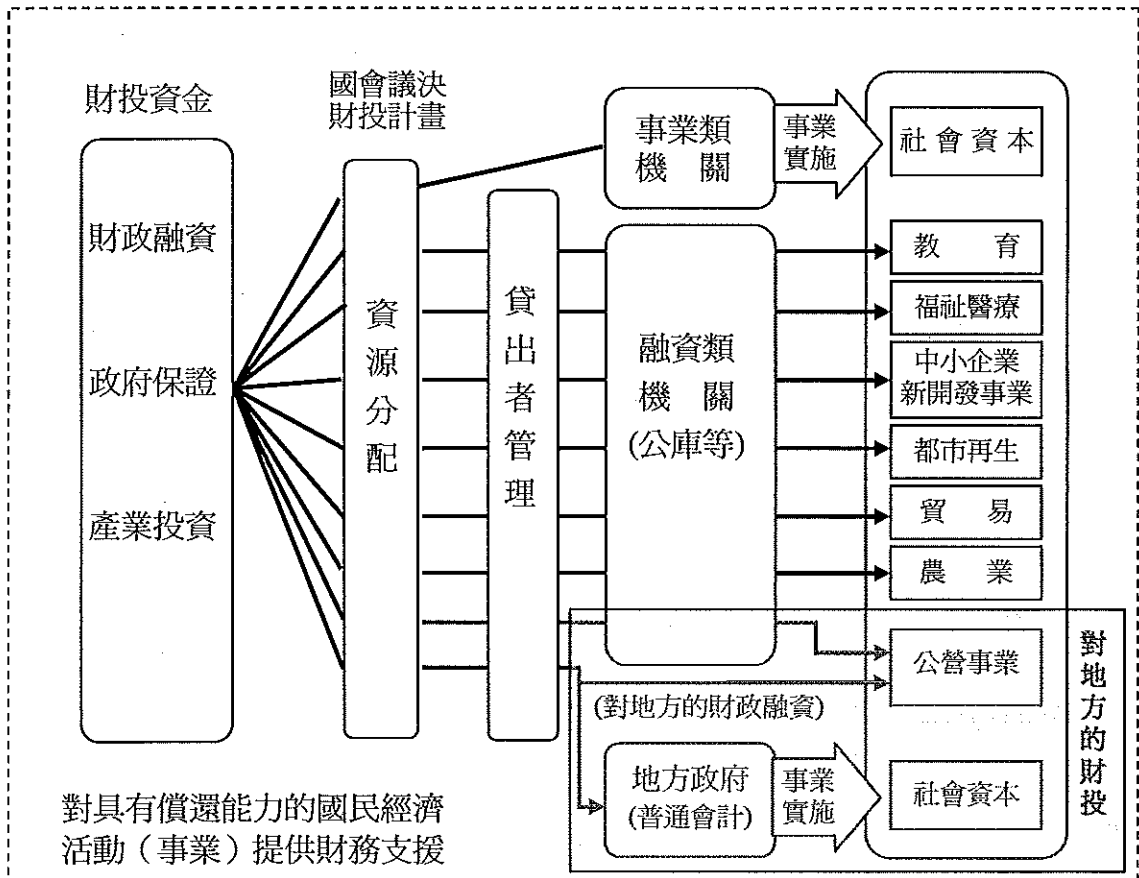 財投資金
財政融資
政府保證
產業投資
國會議決
財投計畫
資源分配
貸出者管理
事業類
機 關
事業
實施
社會資本
融資類
機 關
(公庫等)
教 育
福祉醫療
中小企業
新開發事業
都市再生
貿 易
農 業
公營事業
(對地方的財政融資)
地方政府
(普通會計)
事業
實施
社會資本
對地方的財投
對具有償還能力的國民經濟
活動（事業）提供財務支援